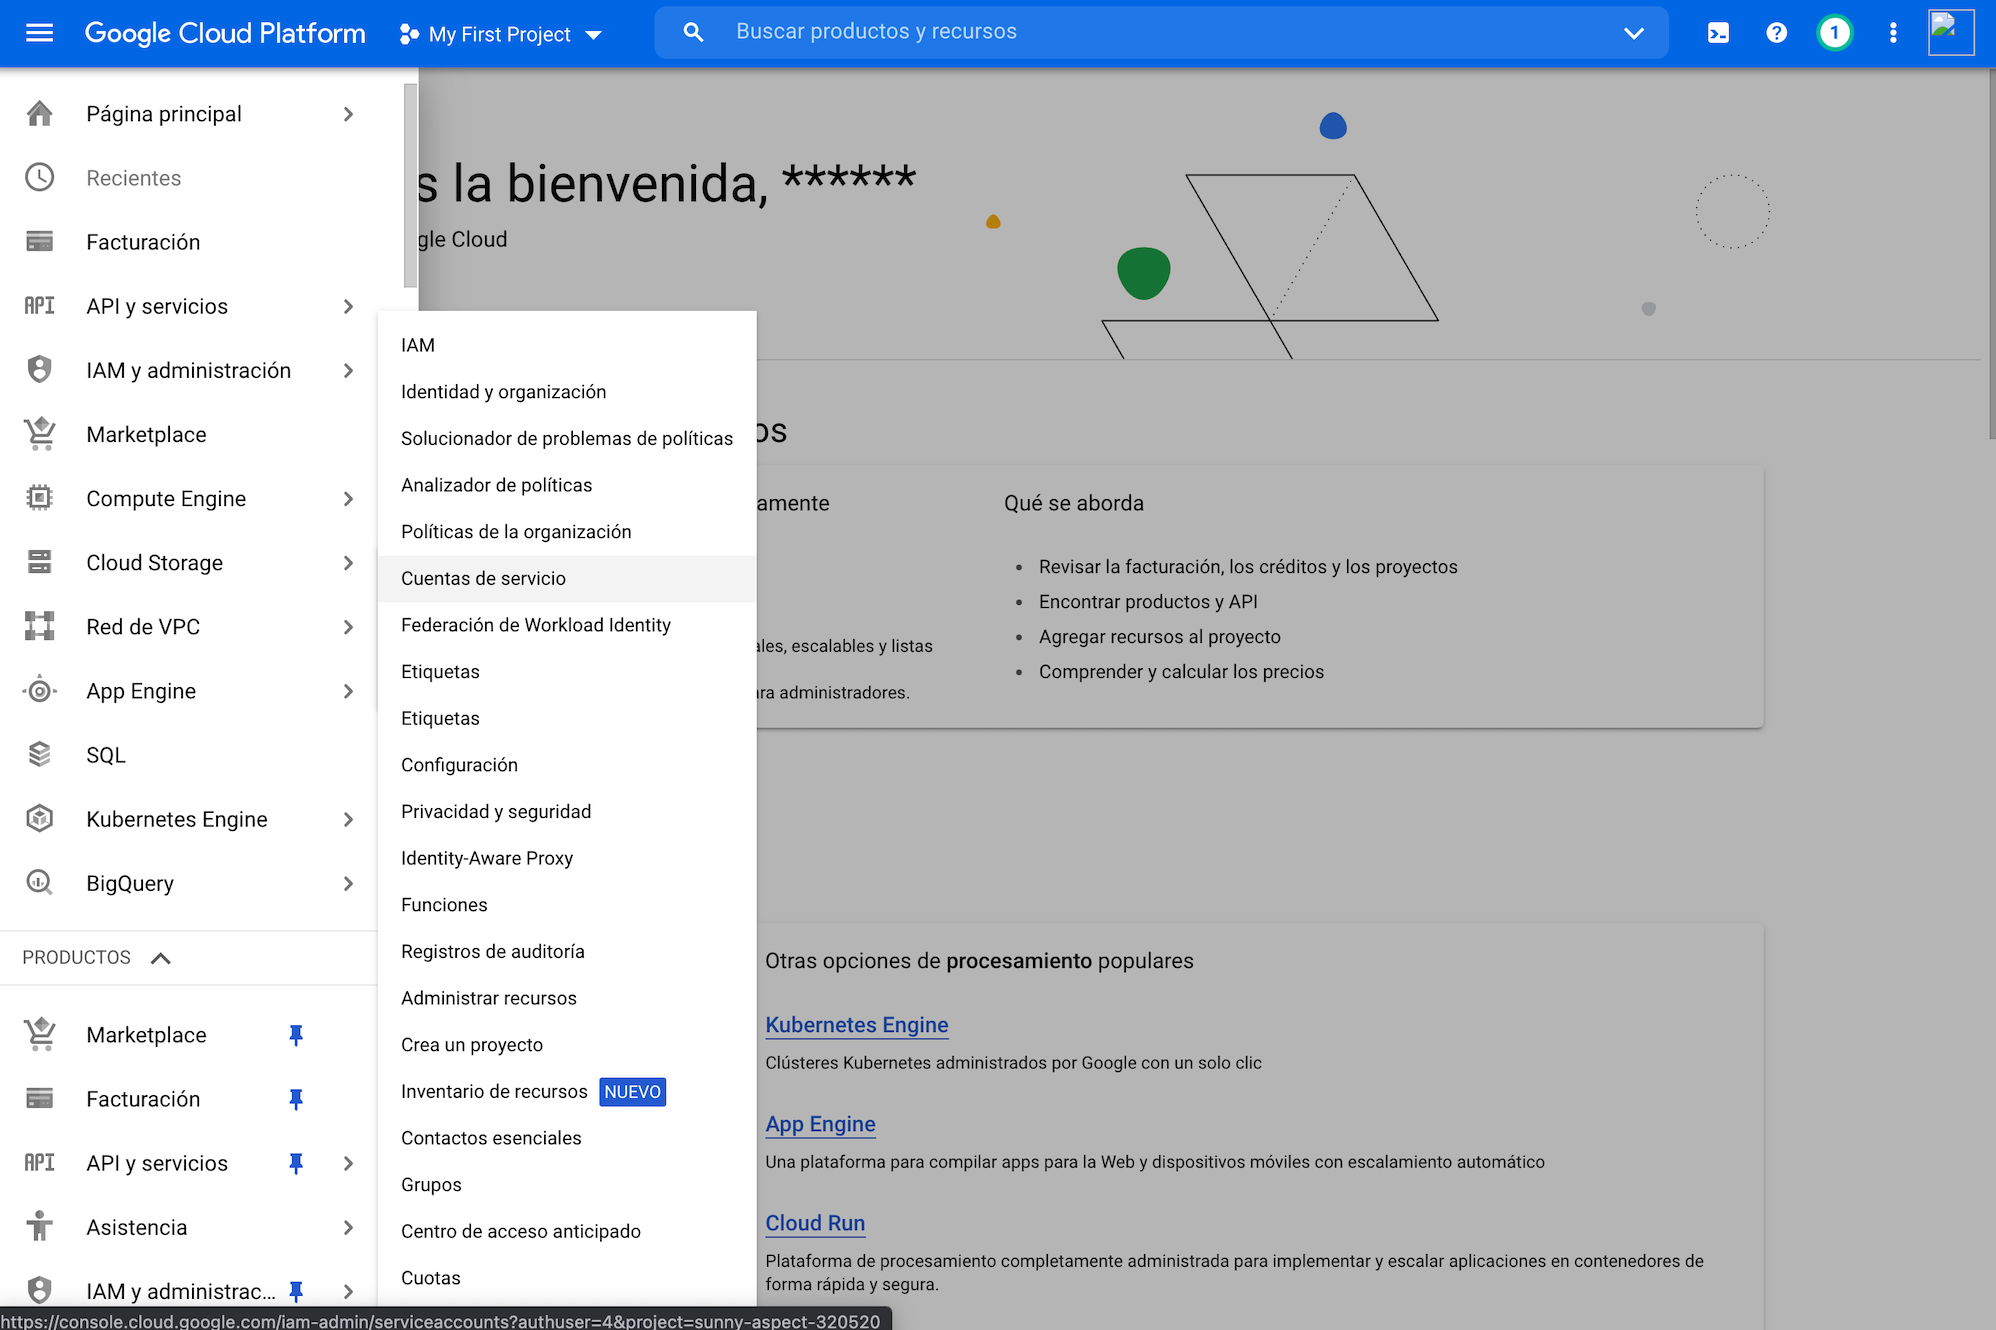 Google Cloud Platform
My First Project
Buscar productos y recursos
1
Página principal
Recientes
Facturación
API y servicios
IAM y administración
Marketplace
Compute Engine
Cloud Storage
Red de VPC
App Engine
SQL
Kubernetes Engine
BigQuery
PRODUCTOS
Marketplace
Facturación
API y servicios
Asistencia
IAM y administrac...
IAM
Identidad y organización
Solucionador de problemas de políticas
Analizador de políticas
Políticas de la organización
Cuentas de servicio
Federación de Workload Identity
Etiquetas
Etiquetas
Configuración
Privacidad y seguridad
Identity-Aware Proxy
Funciones
Registros de auditoría
Administrar recursos
Crea un proyecto
Inventario de recursos NUEVO
Contactos esenciales
Grupos
Centro de acceso anticipado
Cuotas
s la bienvenida, ******
gle Cloud
os
amente
ales, escalables y listas
ra administradores.
Qué se aborda
Revisar la facturación, los créditos y los proyectos
Encontrar productos y API
Agregar recursos al proyecto
Comprender y calcular los precios
Otras opciones de procesamiento populares
Kubernetes Engine
Clústeres Kubernetes administrados por Google con un solo clic
App Engine
Una plataforma para compilar apps para la Web y dispositivos móviles con escalamiento automático
Cloud Run
Plataforma de procesamiento completamente administrada para implementar y escalar aplicaciones en contenedores de
forma rápida y segura.
https://console.cloud.google.com/iam-admin/serviceaccounts?authuser=4&project=sunny-aspect-320520